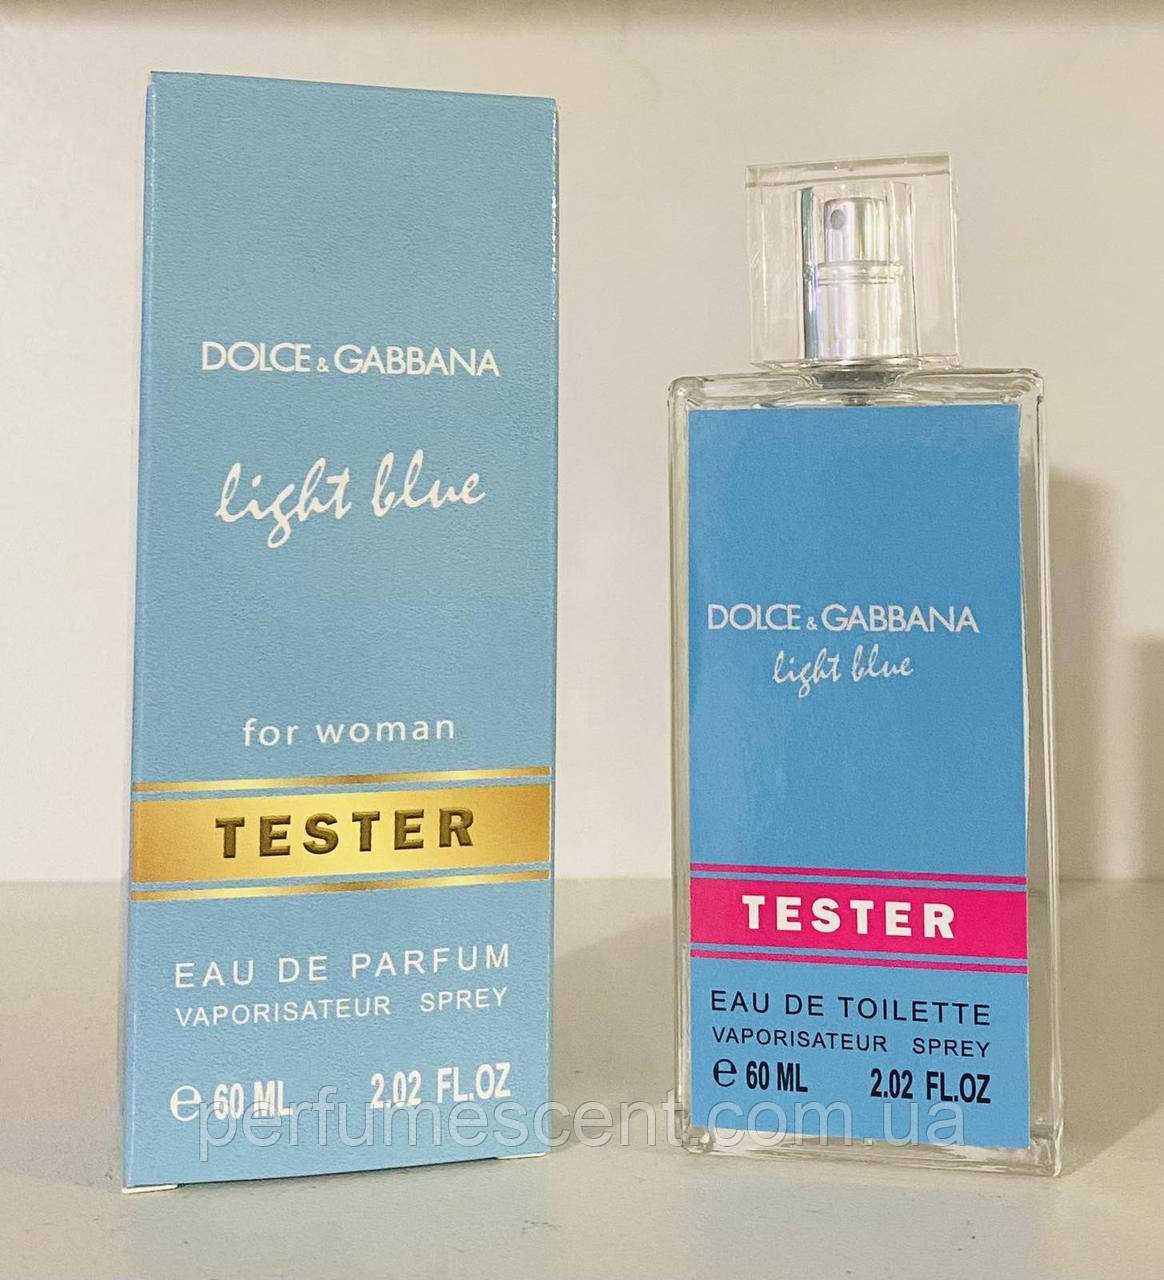 DOLCE & GABBANA
light blue
for woman
TESTER
EAU DE PARFUM
VAPORISATEUR SPREY
℮ 60 ML 2.02 FL.OZ
DOLCE & GABBANA
light blue
TESTER
EAU DE TOILETTE
VAPORISATEUR SPREY
℮ 60 ML 2.02 FL.OZ
perfumescent.com.ua